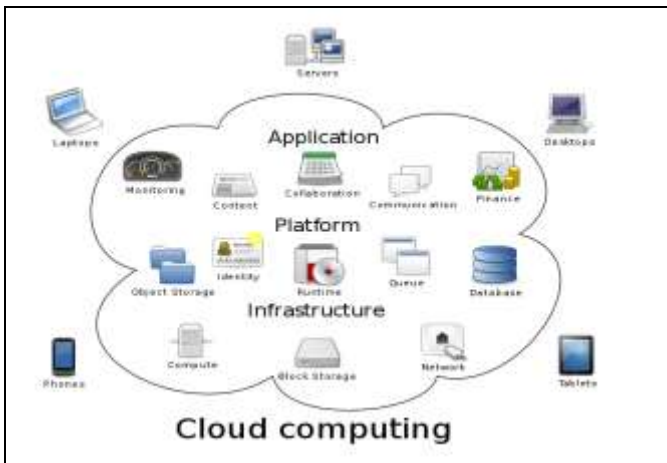 Servers
Laptops
Desktops
Application
Monitoring
Content
Collaboration
Communication
Finance
Platform
Object Storage
Identity
Runtime
Queue
Database
Infrastructure
Compute
Block Storage
Network
Phones
Tablets
Cloud computing